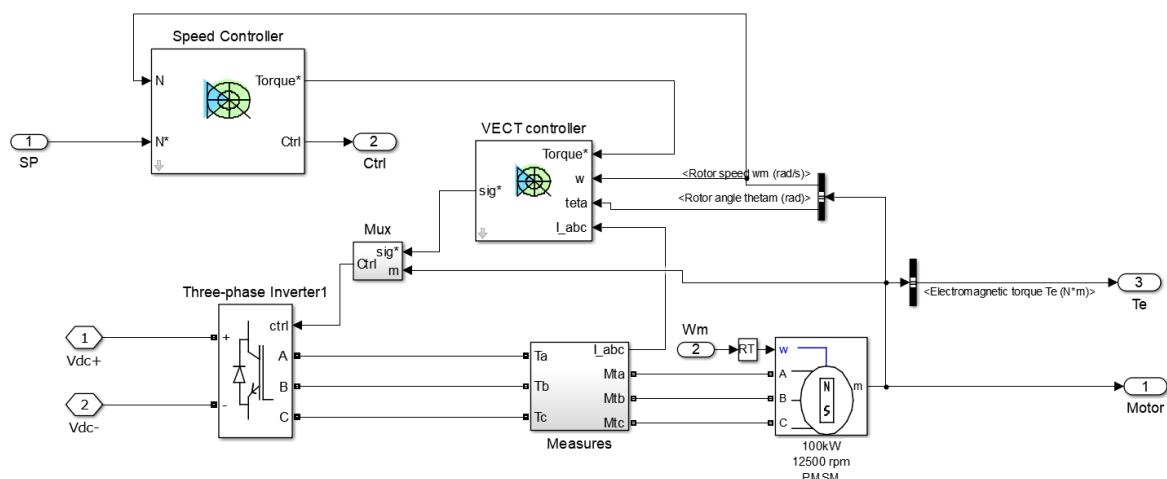 Speed Controller
N
Torque*
N*
Ctrl
1
SP
2
Ctrl
VECT controller
Torque*
w
sig*
teta
I_abc
<Rotor speed wm (rad/s)>
<Rotor angle thetam (rad)>
Mux
sig*
Ctrl
m
<Electromagnetic torque Te (N*m)>
3
Te
Three-phase Inverter1
ctrl
+
A
B
-
C
1
Vdc+
2
Vdc-
I_abc
Ta
Mta
Tb
Mtb
Tc
Mtc
Measures
Wm
2
RT
w
A
B
C
N
S
m
100kW
12500 rpm
PMSM
1
Motor